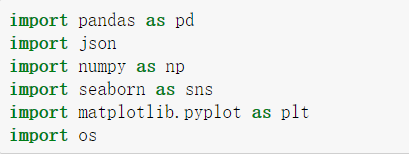 import pandas as pd
import json
import numpy as np
import seaborn as sns
import matplotlib.pyplot as plt
import os